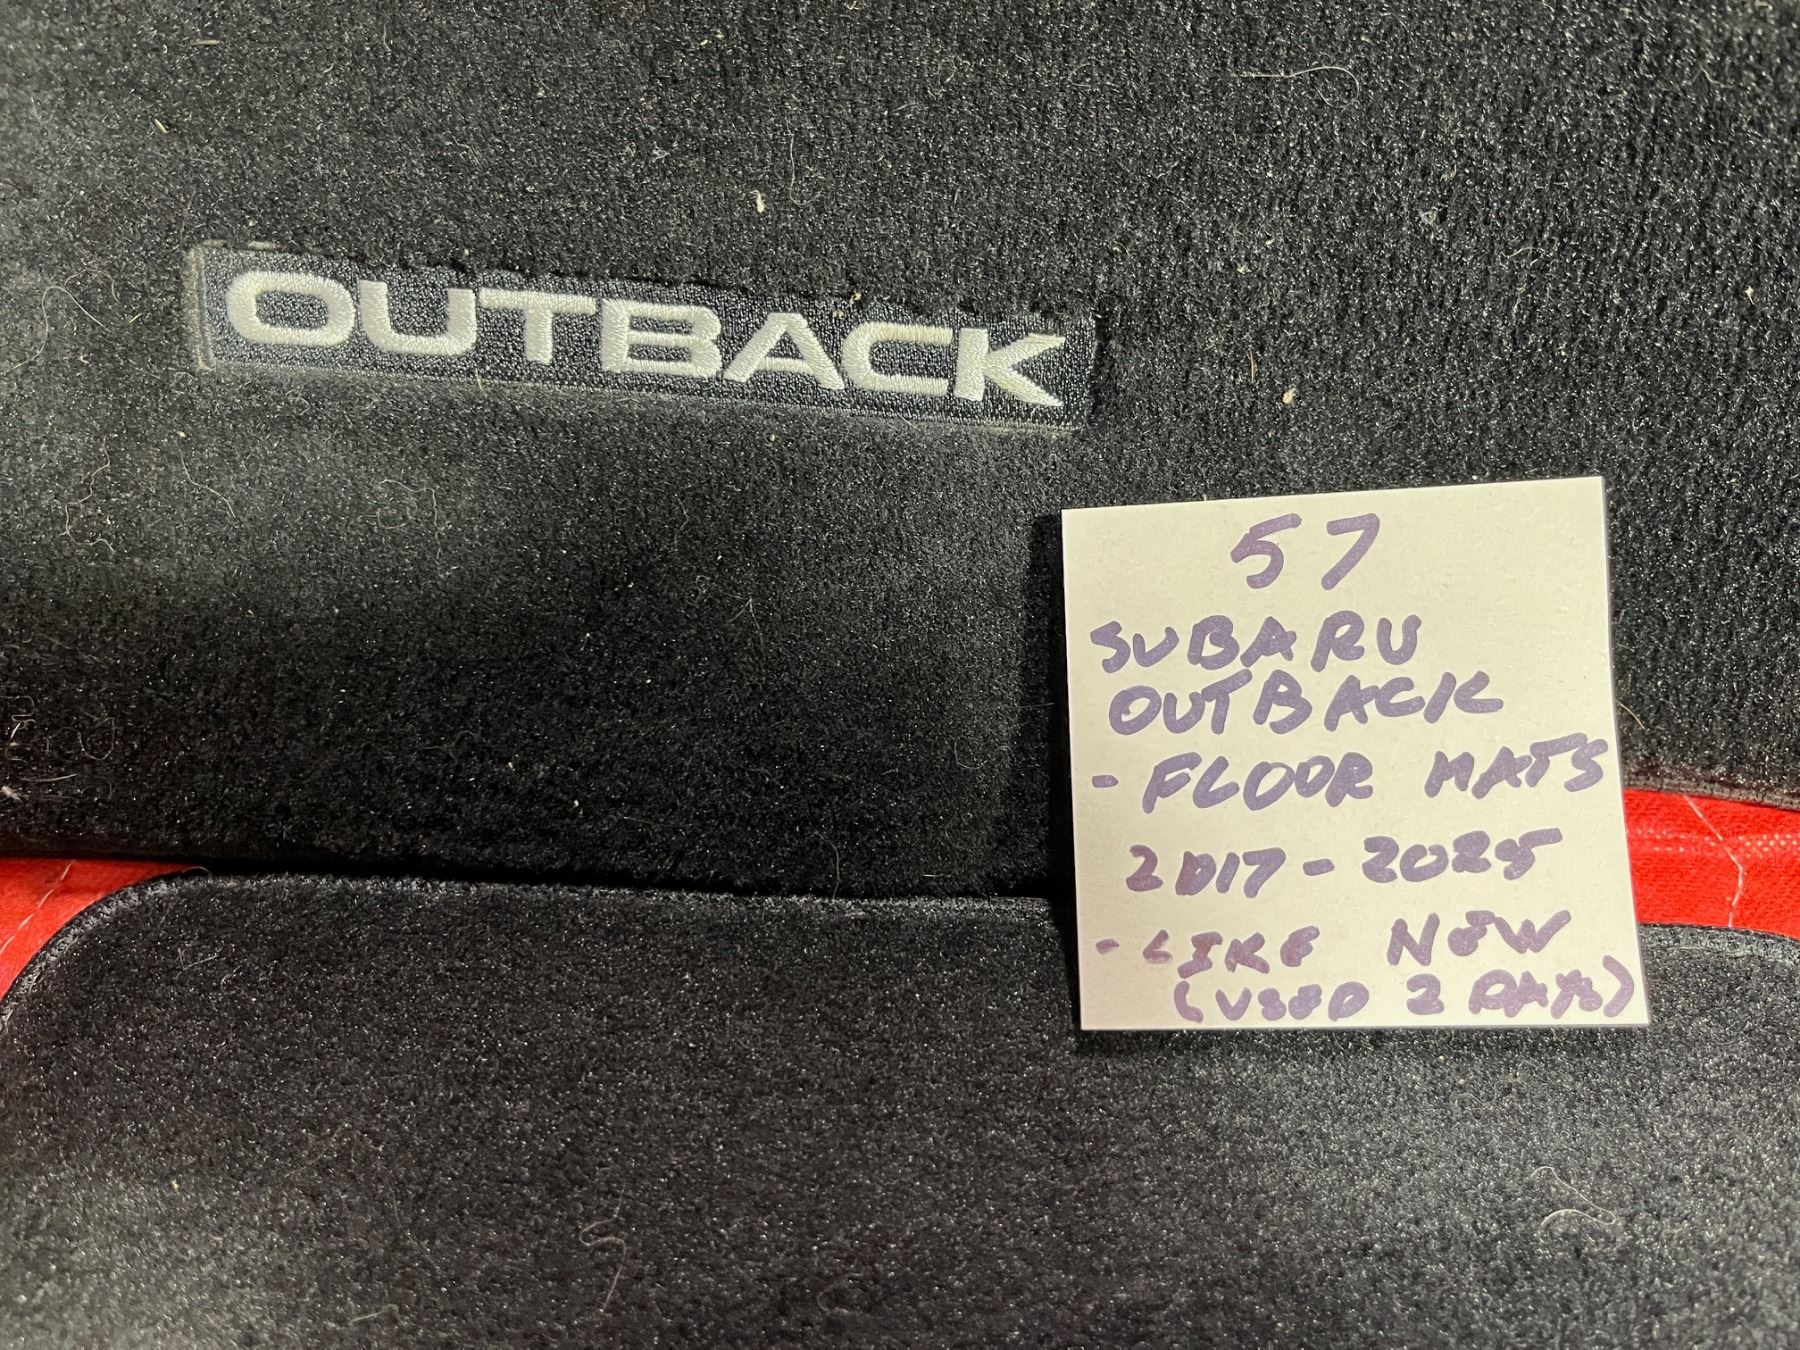 OUTBACK
57
SUBARU
OUTBACK
- FLOOR MATS
2017-2025
- LIKE NEW
(USED 2 DAYS)